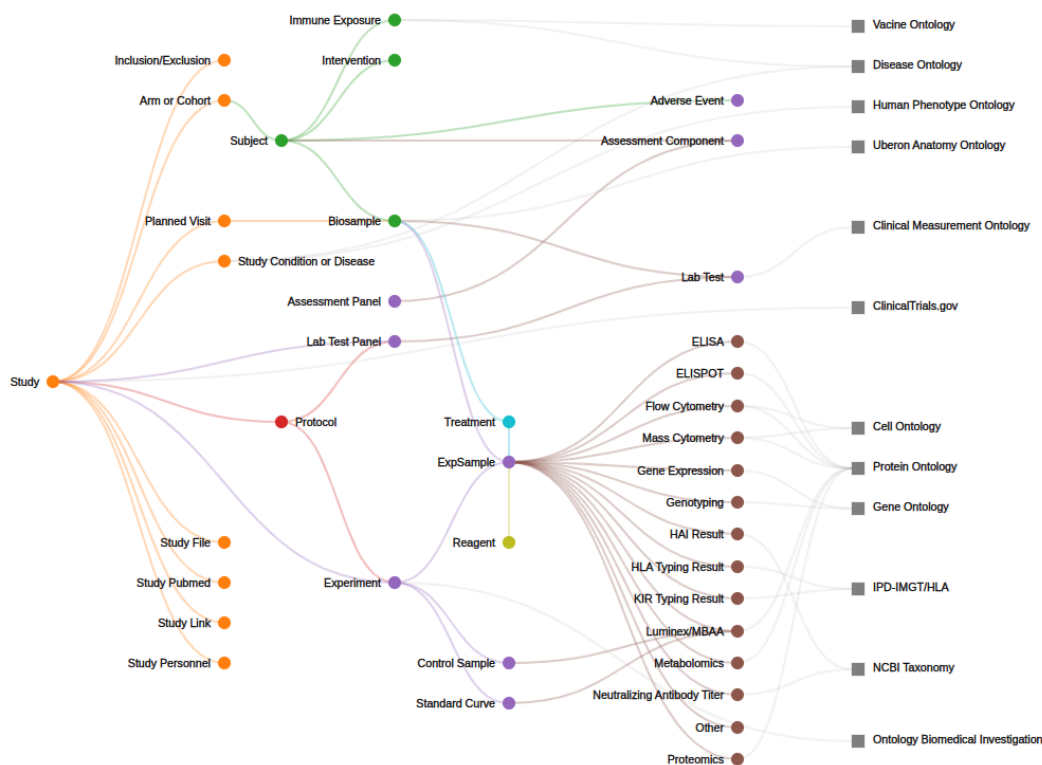 Immune Exposure
Vacine Ontology
Inclusion/Exclusion
Intervention
Disease Ontology
Arm or Cohort
Adverse Event
Human Phenotype Ontology
Subject
Assessment Component
Uberon Anatomy Ontology
Planned Visit
Biosample
Clinical Measurement Ontology
Study Condition or Disease
Lab Test
Assessment Panel
ClinicalTrials.gov
Lab Test Panel
ELISA
ELISPOT
Study
Flow Cytometry
Protocol
Treatment
Cell Ontology
Mass Cytometry
ExpSample
Protein Ontology
Gene Expression
Genotyping
Gene Ontology
HAI Result
Study File
Reagent
HLA Typing Result
Study Pubmed
Experiment
IPD-IMGT/HLA
KIR Typing Result
Study Link
Luminex/MBAA
Study Personnel
Control Sample
Metabolomics
NCBI Taxonomy
Neutralizing Antibody Titer
Standard Curve
Other
Ontology Biomedical Investigation
Proteomics